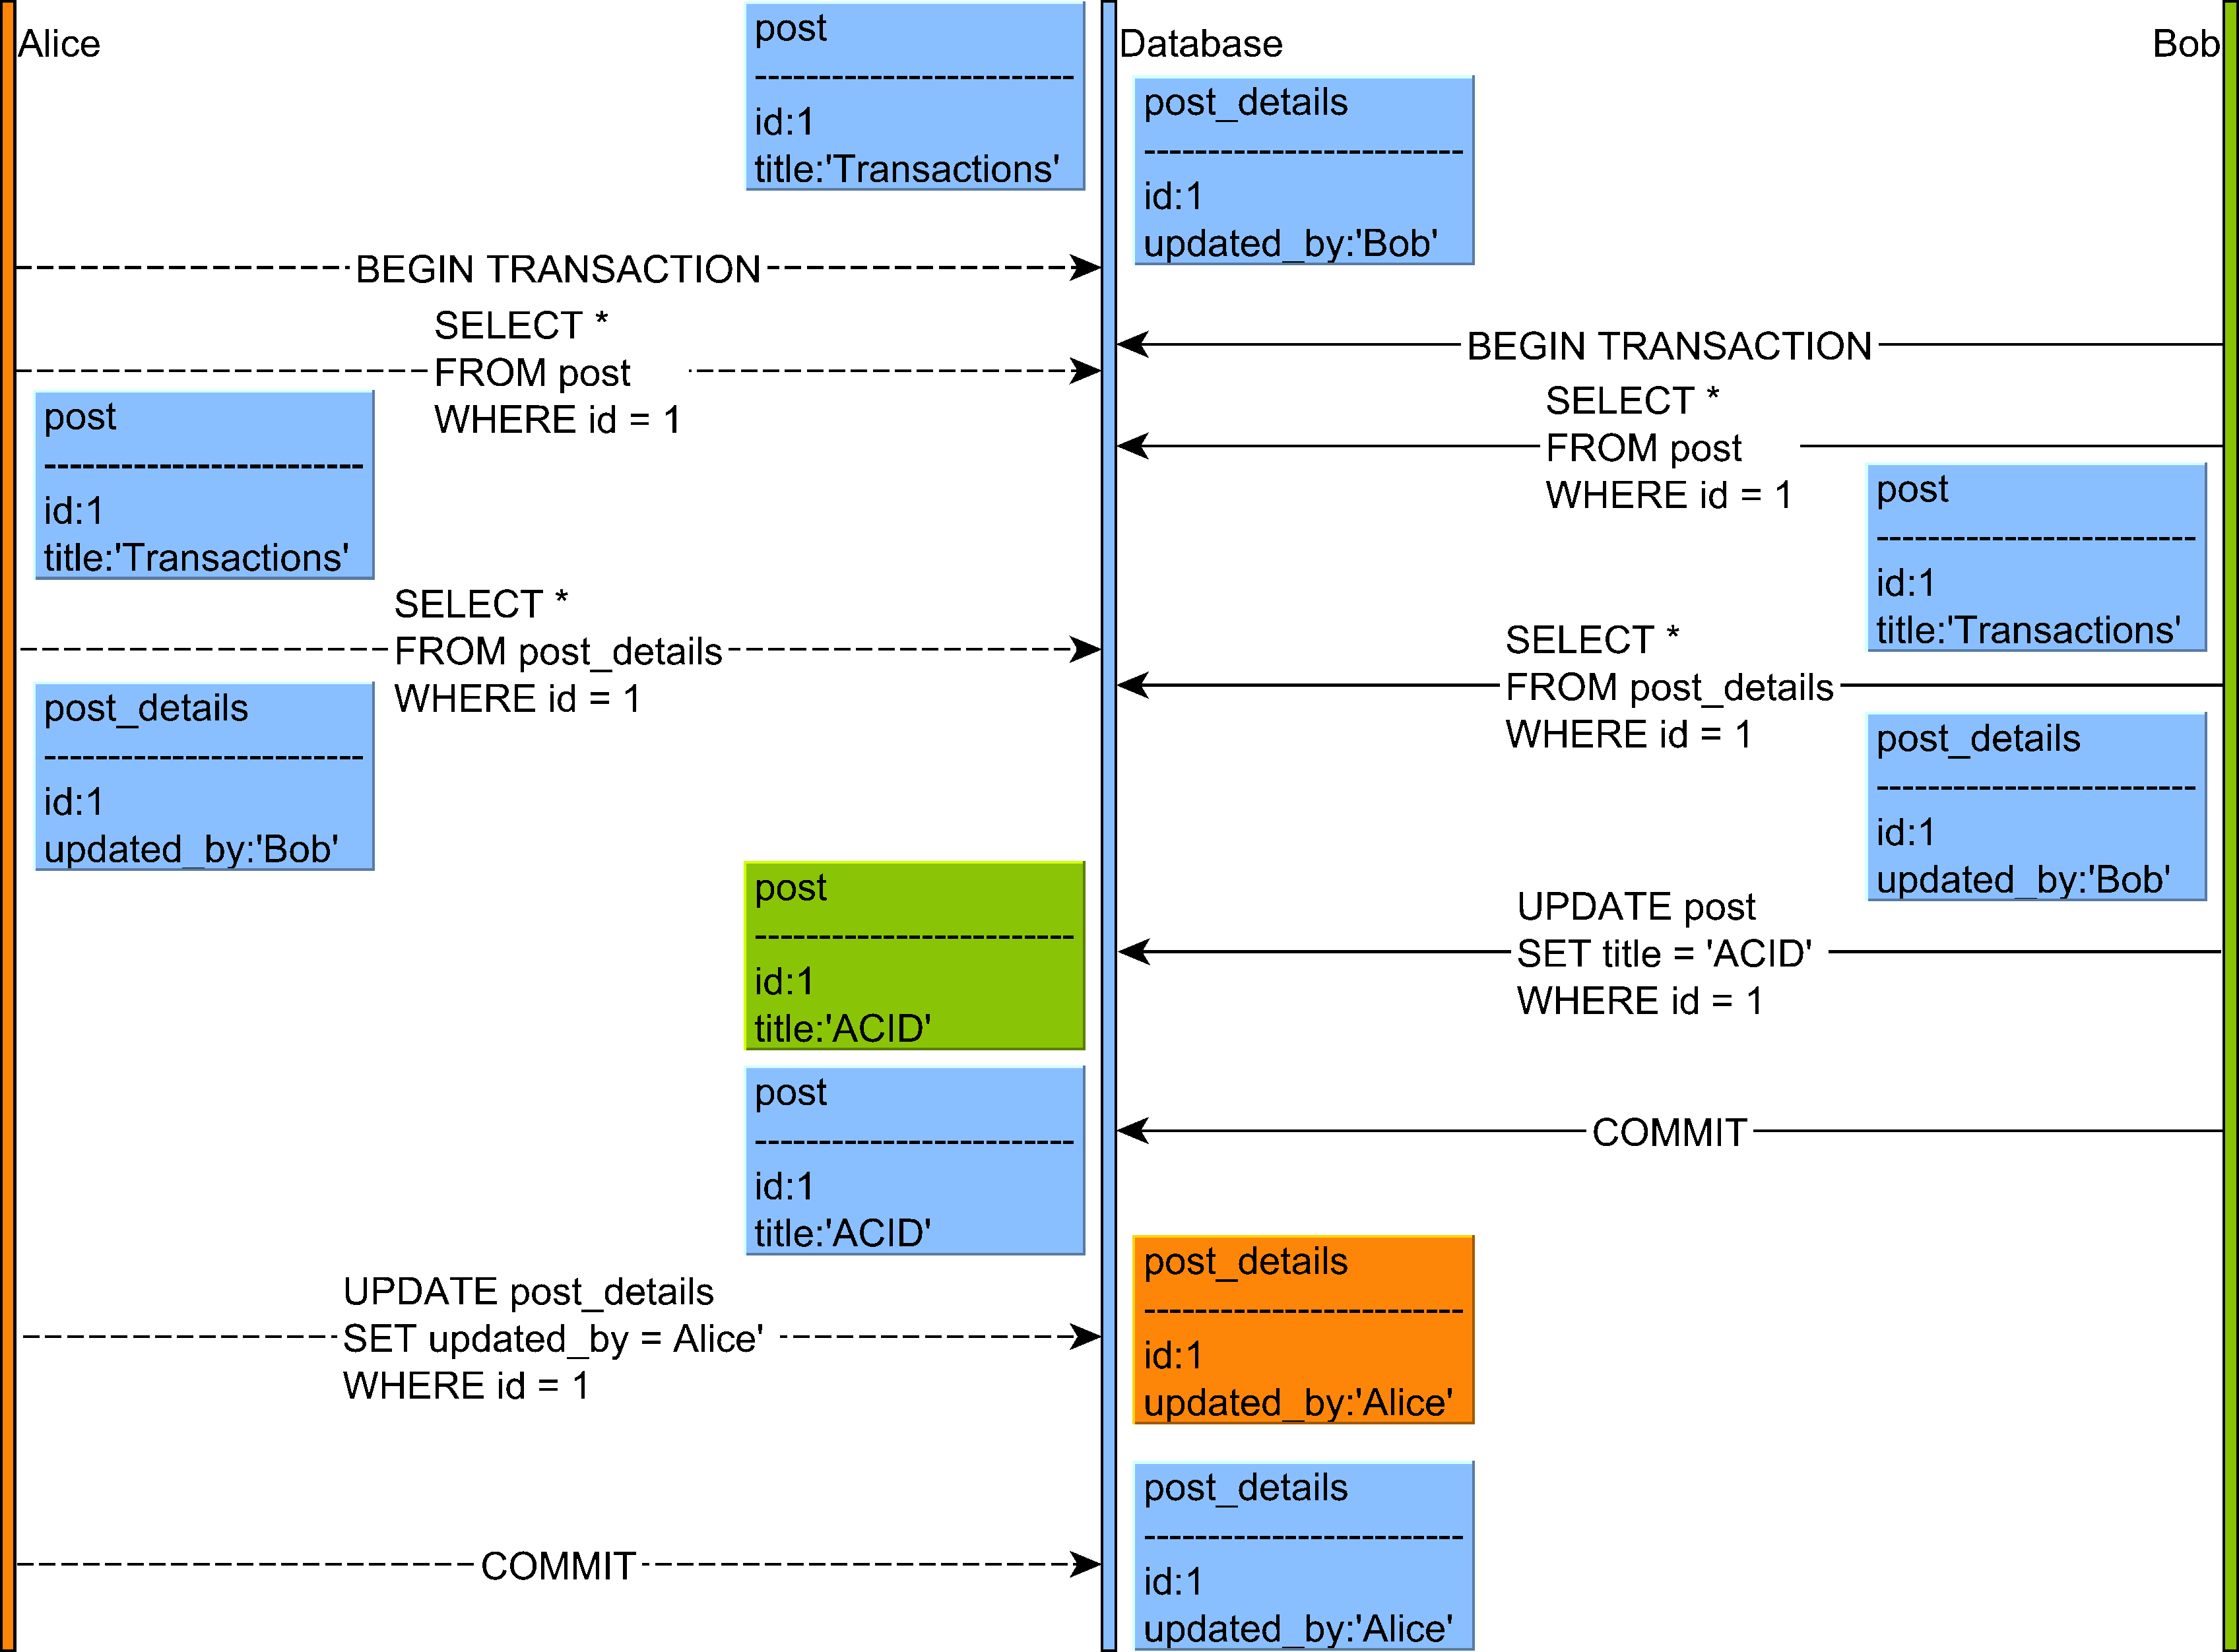 Alice
post
-------------------------
id:1
title:'Transactions'
Database
Bob
post_details
-------------------------
id:1
updated_by:'Bob'
BEGIN TRANSACTION
SELECT *
FROM post
WHERE id = 1
BEGIN TRANSACTION
SELECT *
FROM post
WHERE id = 1
post
-------------------------
id:1
title:'Transactions'
post
-------------------------
id:1
title:'Transactions'
SELECT *
FROM post_details
WHERE id = 1
SELECT *
FROM post_details
WHERE id = 1
post_details
-------------------------
id:1
updated_by:'Bob'
post_details
-------------------------
id:1
updated_by:'Bob'
post
-------------------------
id:1
title:'ACID'
UPDATE post
SET title = 'ACID'
WHERE id = 1
post
-------------------------
id:1
title:'ACID'
COMMIT
UPDATE post_details
SET updated_by = Alice'
WHERE id = 1
post_details
-------------------------
id:1
updated_by:'Alice'
COMMIT
post_details
-------------------------
id:1
updated_by:'Alice'